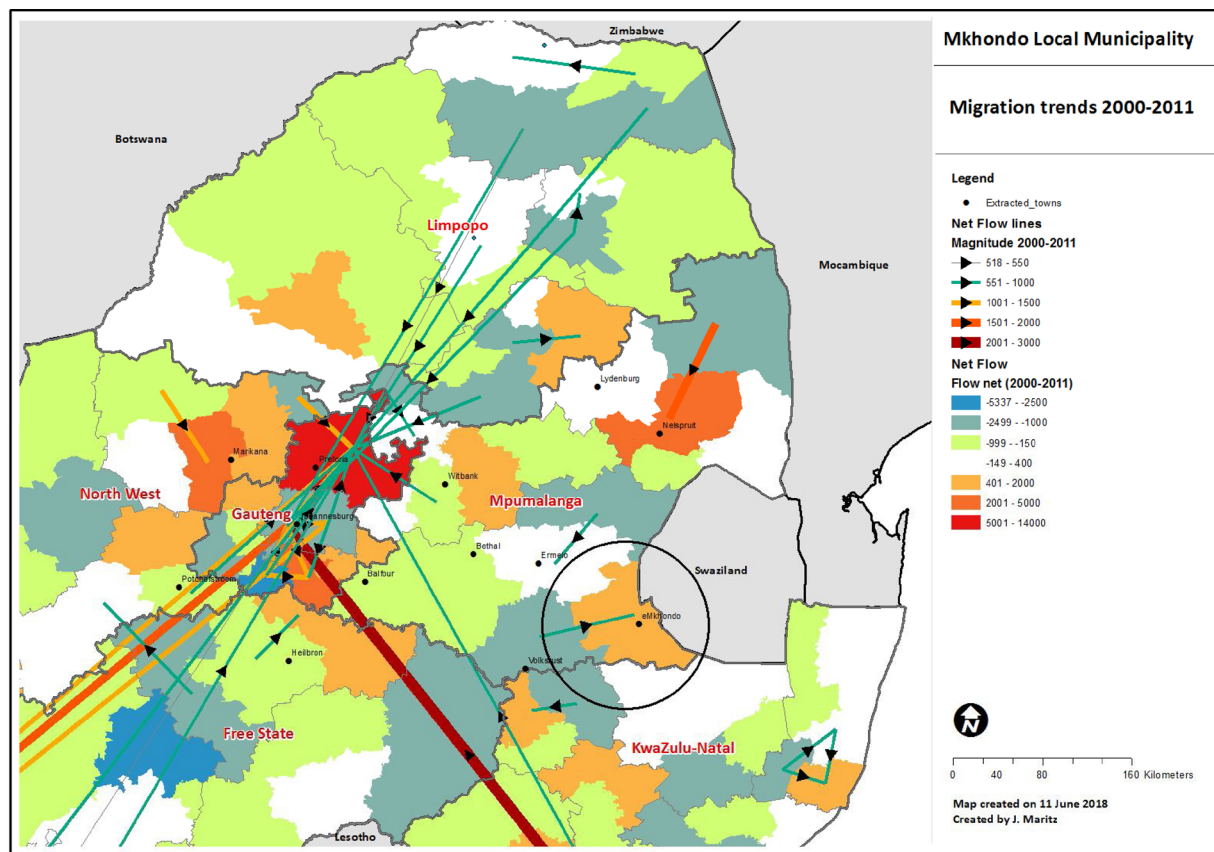 Mkhondo Local Municipality
Migration trends 2000-2011
Legend
Extracted_towns
Net Flow lines
Magnitude 2000-2011
518 - 550
551 - 1000
1001 - 1500
1501 - 2000
2001 - 3000
Net Flow
Flow net (2000-2011)
-5337 - -2500
-2499 - -1000
-999 - -150
-149 - 400
401 - 2000
2001 - 5000
5001 - 14000
N
0 40 80 160 Kilometers
Map created on 11 June 2018
Created by J. Maritz
Zimbabwe
Botswana
Limpopo
Mocambique
Lydenburg
Nelspruit
Marikana
Pretoria
Witbank
North West
Mpumalanga
Gauteng
Bethal
Ermelo
Balfour
Swaziland
Potchefstroom
eMkhondo
Heilbron
Volksrust
Free State
KwaZulu-Natal
Lesotho